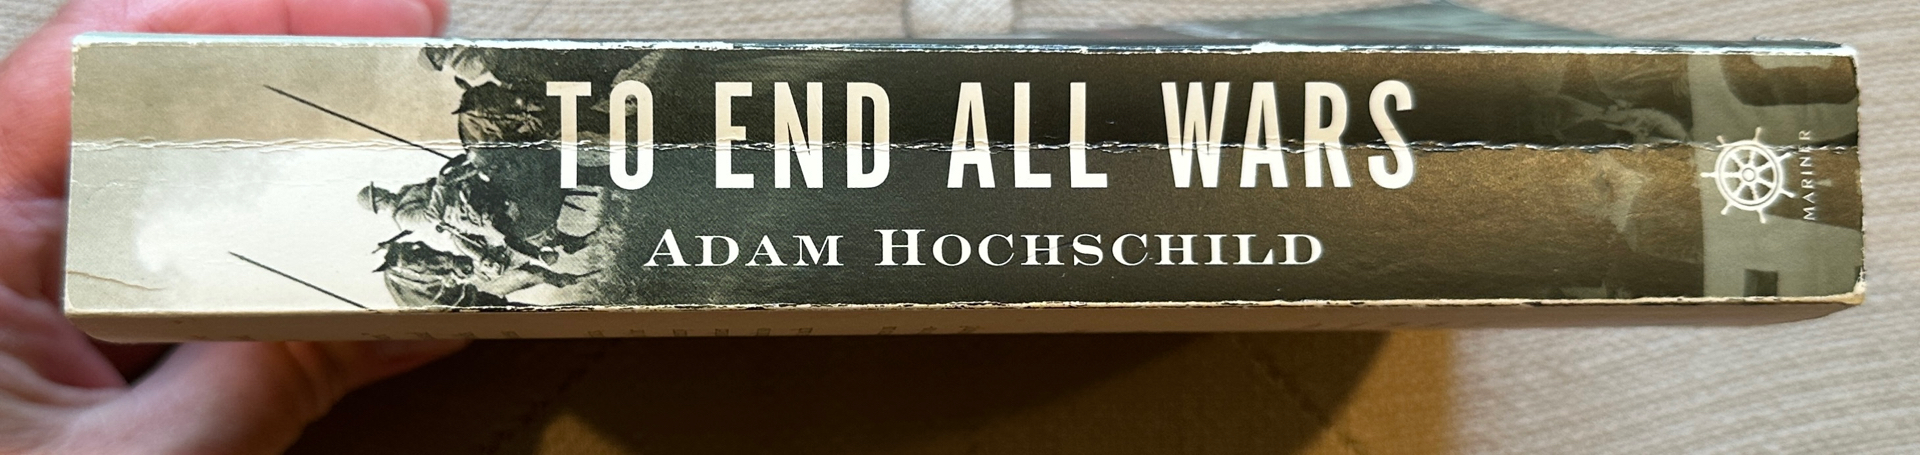 TO END ALL WARS
ADAM HOCHSCHILD
MARINER